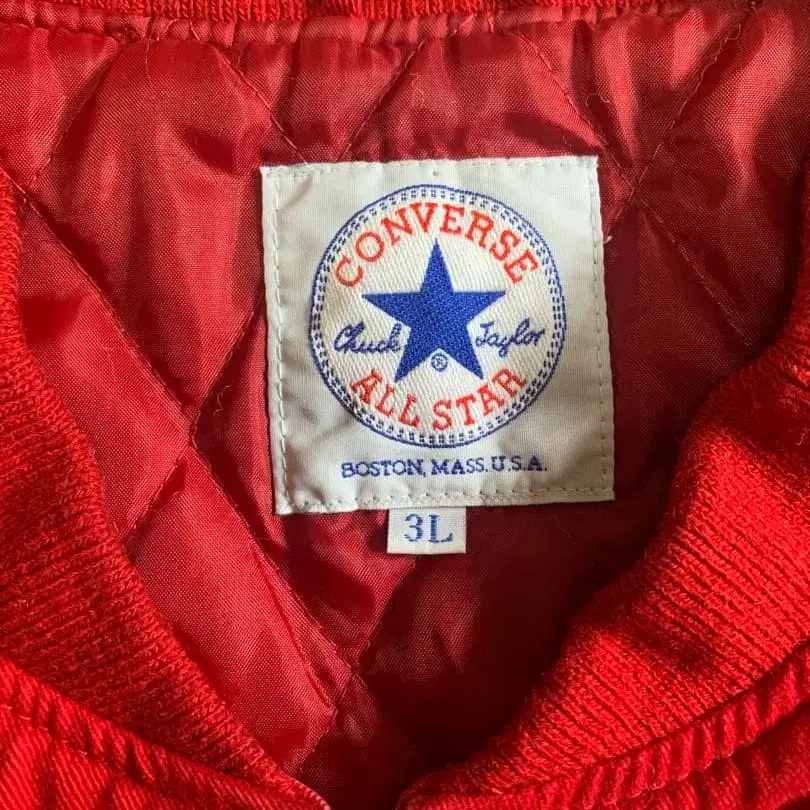 CONVERSE
Chuck Taylor
®
ALL STAR
BOSTON, MASS. U.S.A.
3L